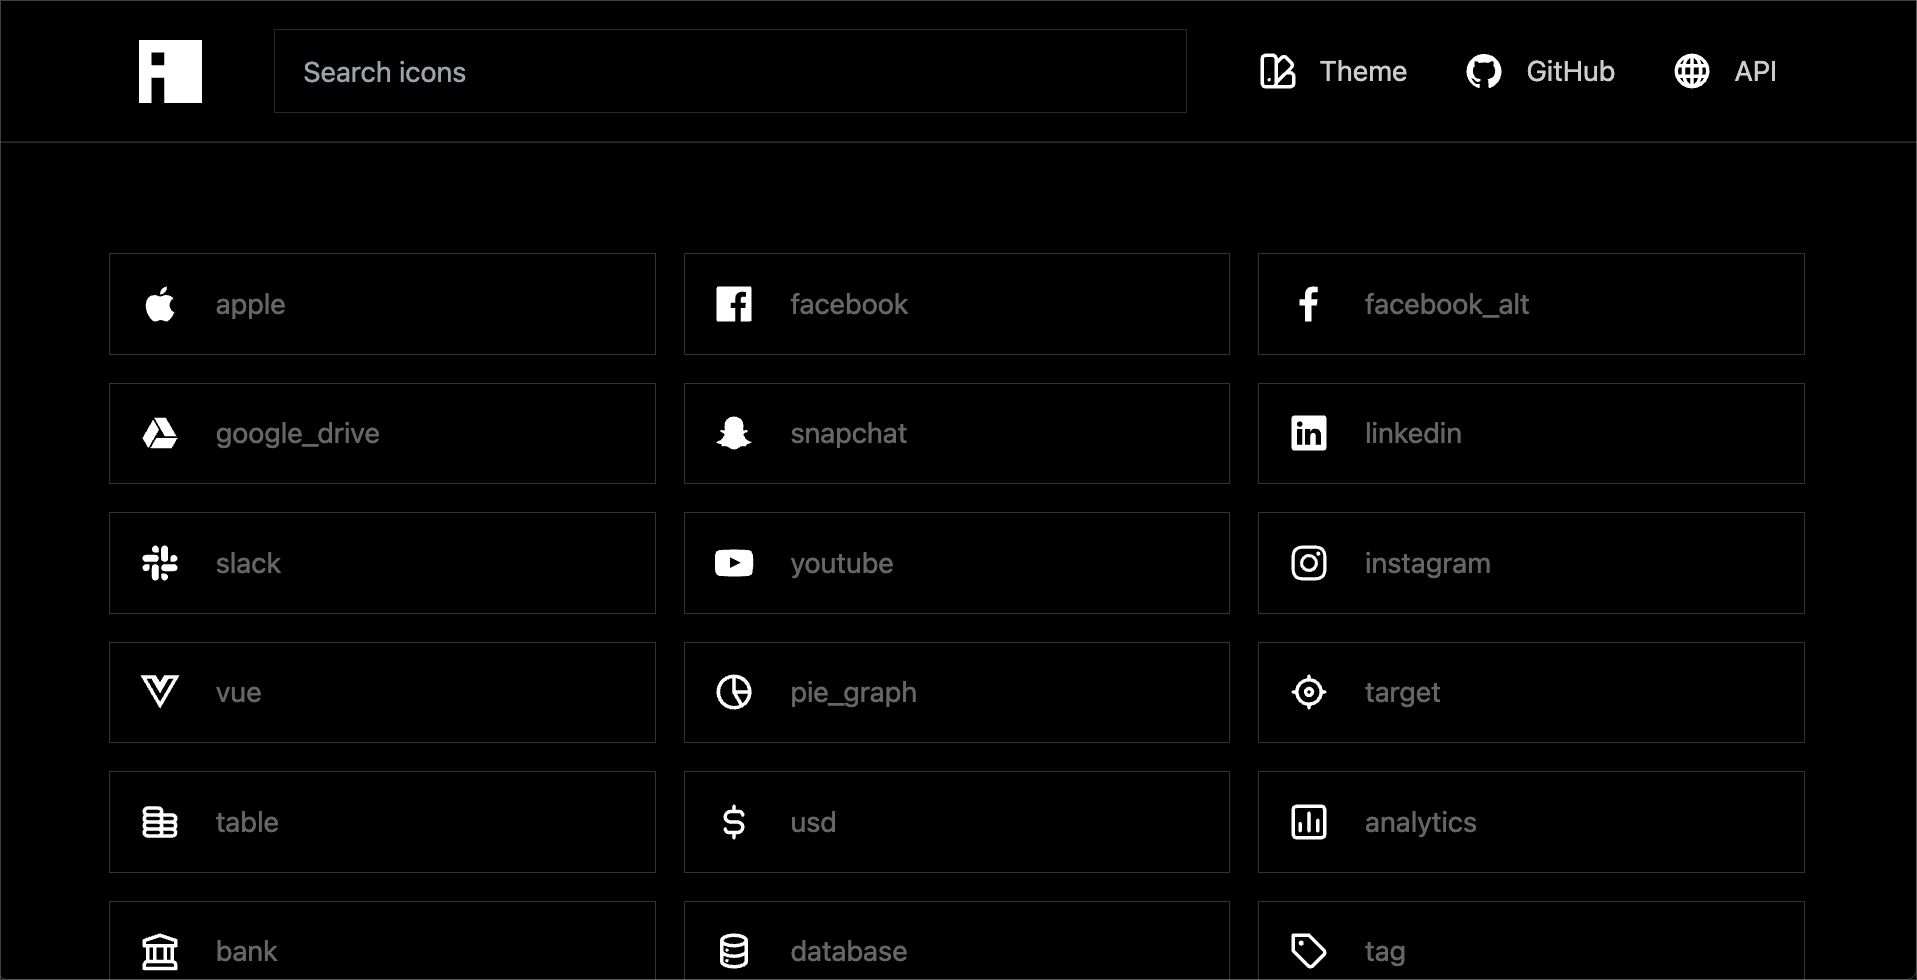 Search icons
Theme
GitHub
API
apple
facebook
facebook_alt
google_drive
snapchat
linkedin
slack
youtube
instagram
vue
pie_graph
target
table
usd
analytics
bank
database
tag